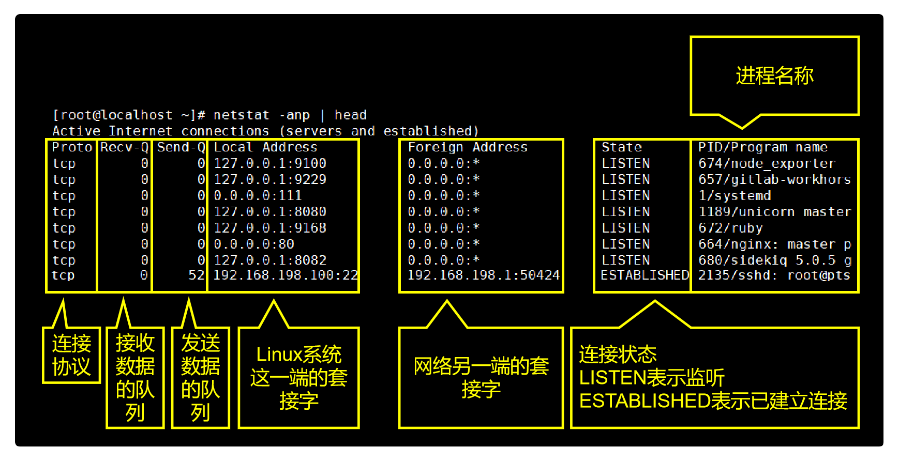 进程名称
[root@localhost ~]# netstat -anp | head
Active Internet connections (servers and established)
Proto Recv-Q Send-Q Local Address Foreign Address State PID/Program name
tcp 0 0 127.0.0.1:9100 0.0.0.0:* LISTEN 674/node_exporter
tcp 0 0 127.0.0.1:9229 0.0.0.0:* LISTEN 657/gitlab-workhors
tcp 0 0 0.0.0.0:111 0.0.0.0:* LISTEN 1/systemd
tcp 0 0 127.0.0.1:8080 0.0.0.0:* LISTEN 1189/unicorn master
tcp 0 0 127.0.0.1:9168 0.0.0.0:* LISTEN 672/ruby
tcp 0 0 0.0.0.0:80 0.0.0.0:* LISTEN 664/nginx: master p
tcp 0 0 127.0.0.1:8082 0.0.0.0:* LISTEN 680/sidekiq 5.0.5 g
tcp 0 52 192.168.198.100:22 192.168.198.1:50424 ESTABLISHED 2135/sshd: root@pts
连接
协议
接收
数据
的队
列
发送
数据
的队
列
Linux系统
这一端的套
接字
网络另一端的套
接字
连接状态
LISTEN表示监听
ESTABLISHED表示已建立连接